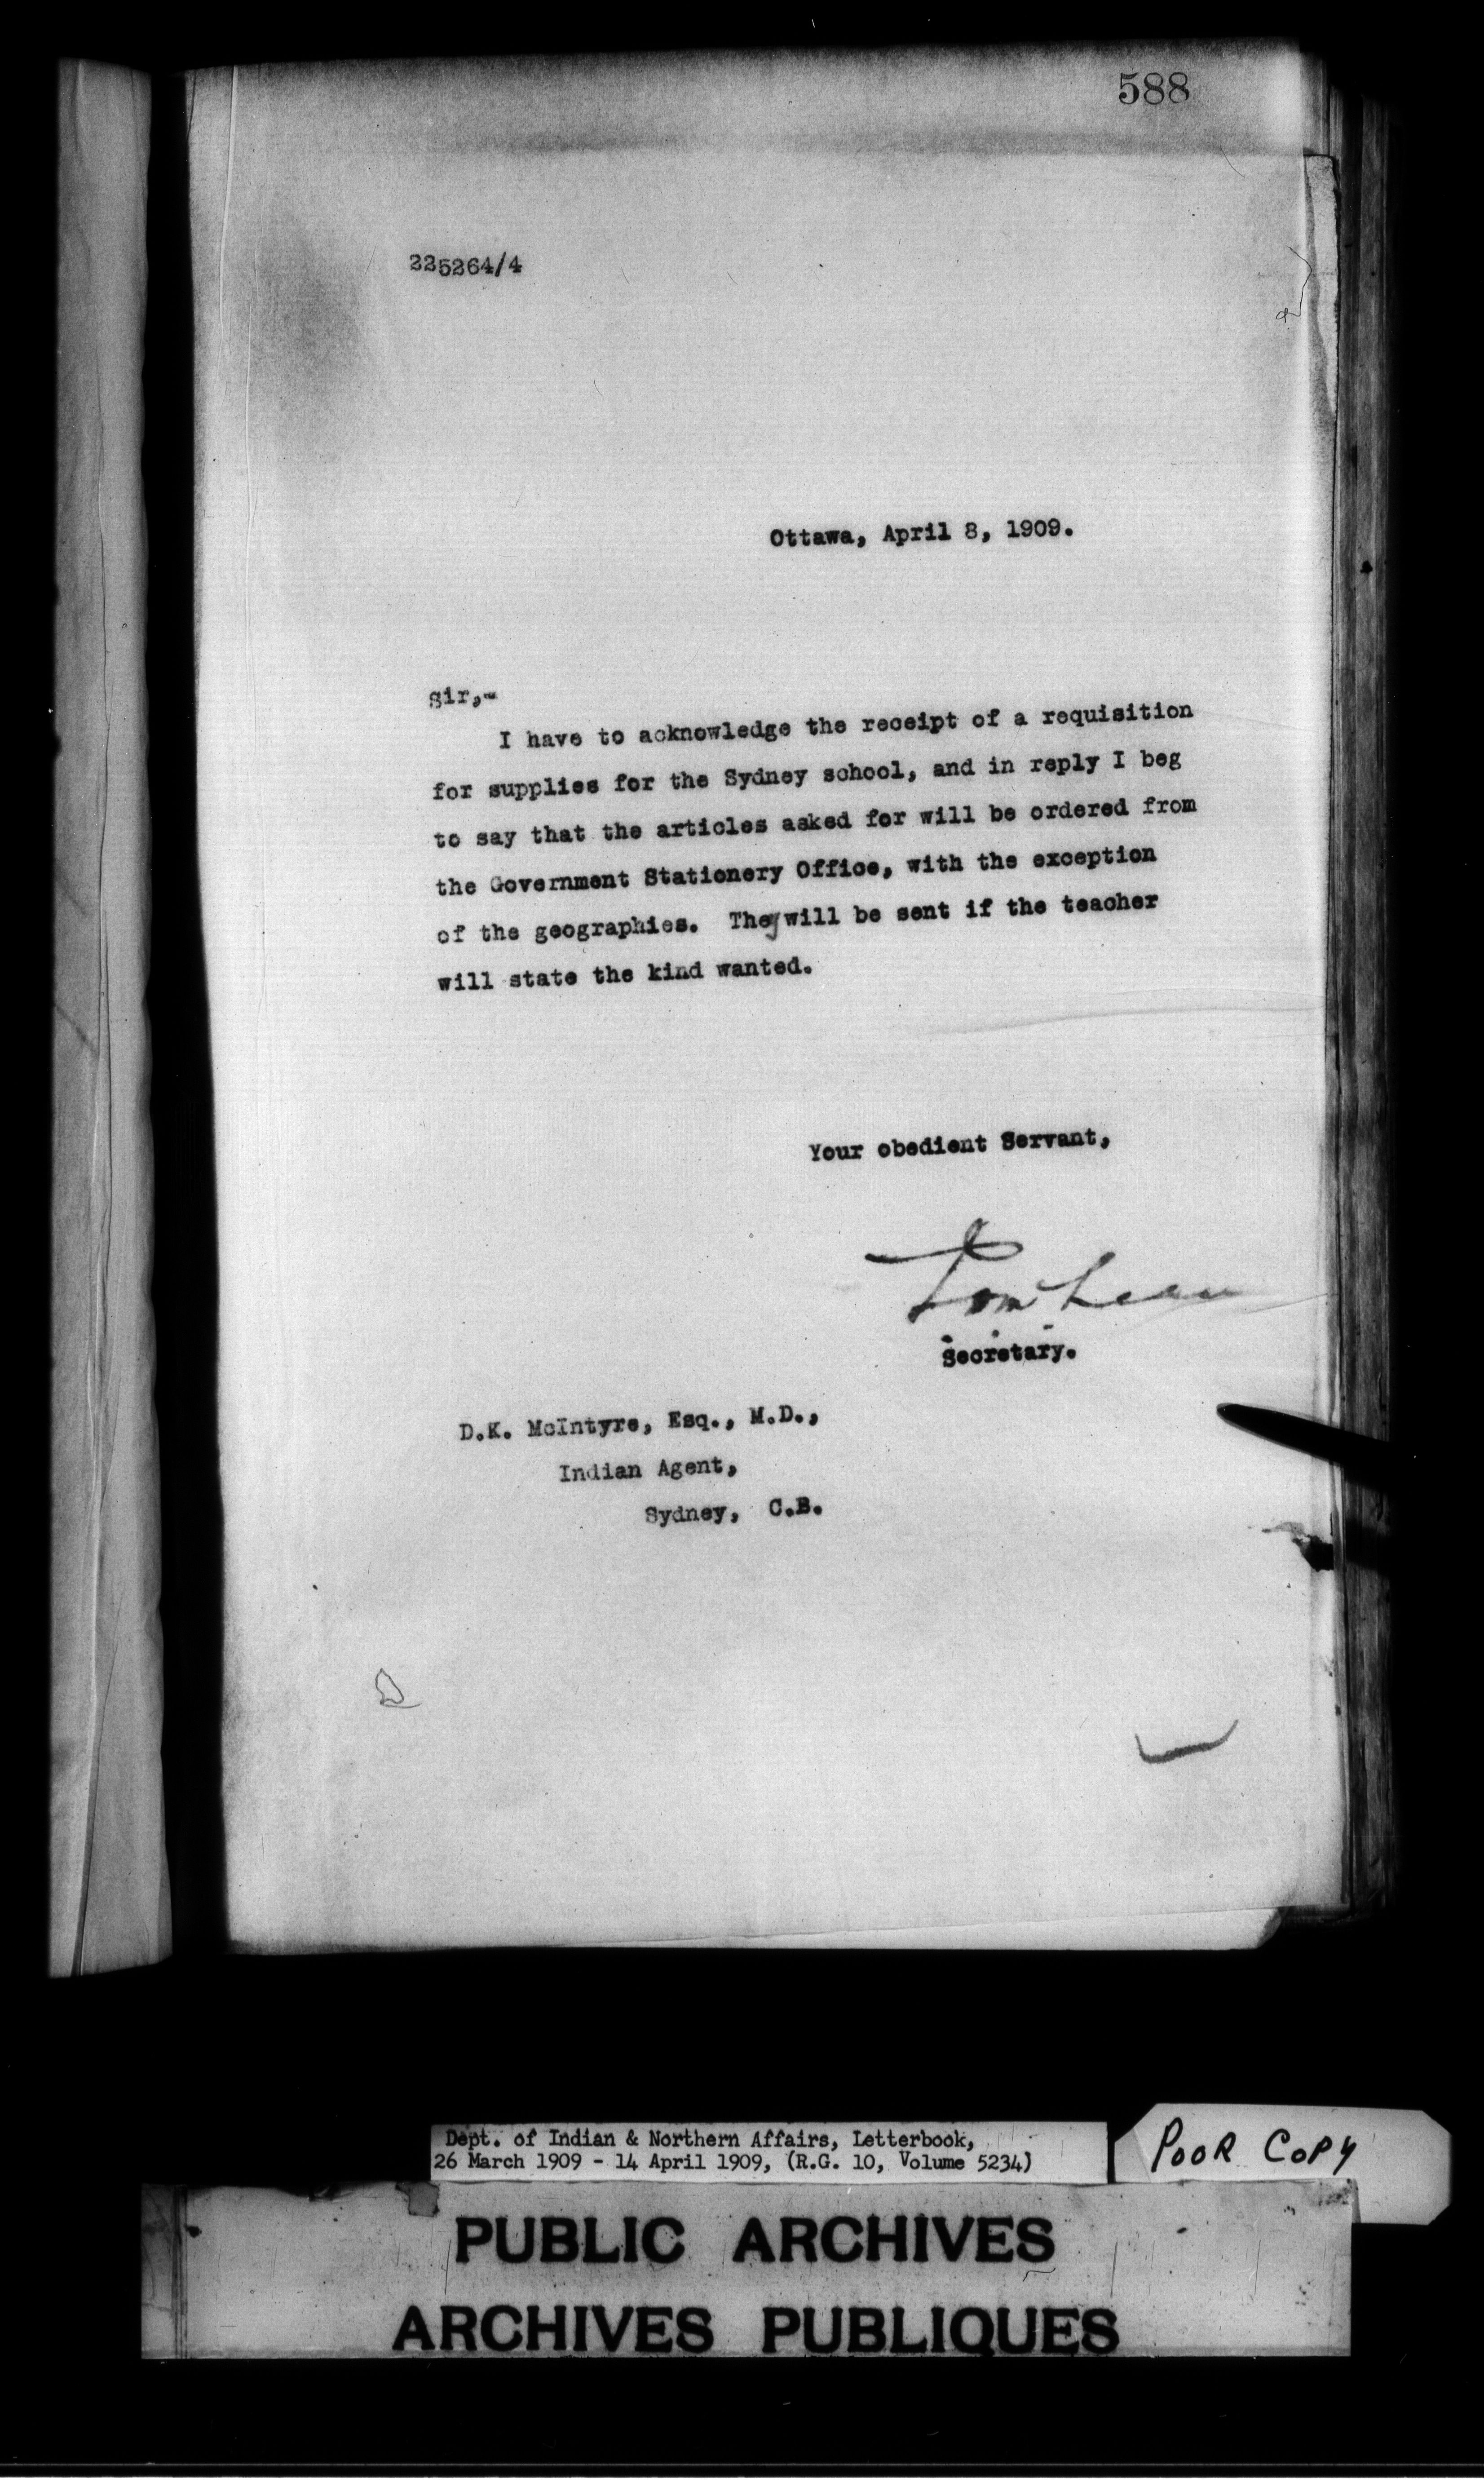 588
225264/4
Ottawa, April 8, 1909.
Sir,-
I have to acknowledge the receipt of a requisition
for supplies for the Sydney school, and in reply I beg
to say that the articles asked for will be ordered from
the Government Stationery Office, with the exception
of the geographies. They will be sent if the teacher
will state the kind wanted.
Your obedient Servant,
Secretary.
D.K. McIntyre, Esq., M.D.,
Indian Agent,
Sydney, C.B.
Dept. of Indian & Northern Affairs, Letterbook,
26 March 1909 - 14 April 1909, (R.G. 10, Volume 5234)
POOR COPY
PUBLIC ARCHIVES
ARCHIVES PUBLIQUES